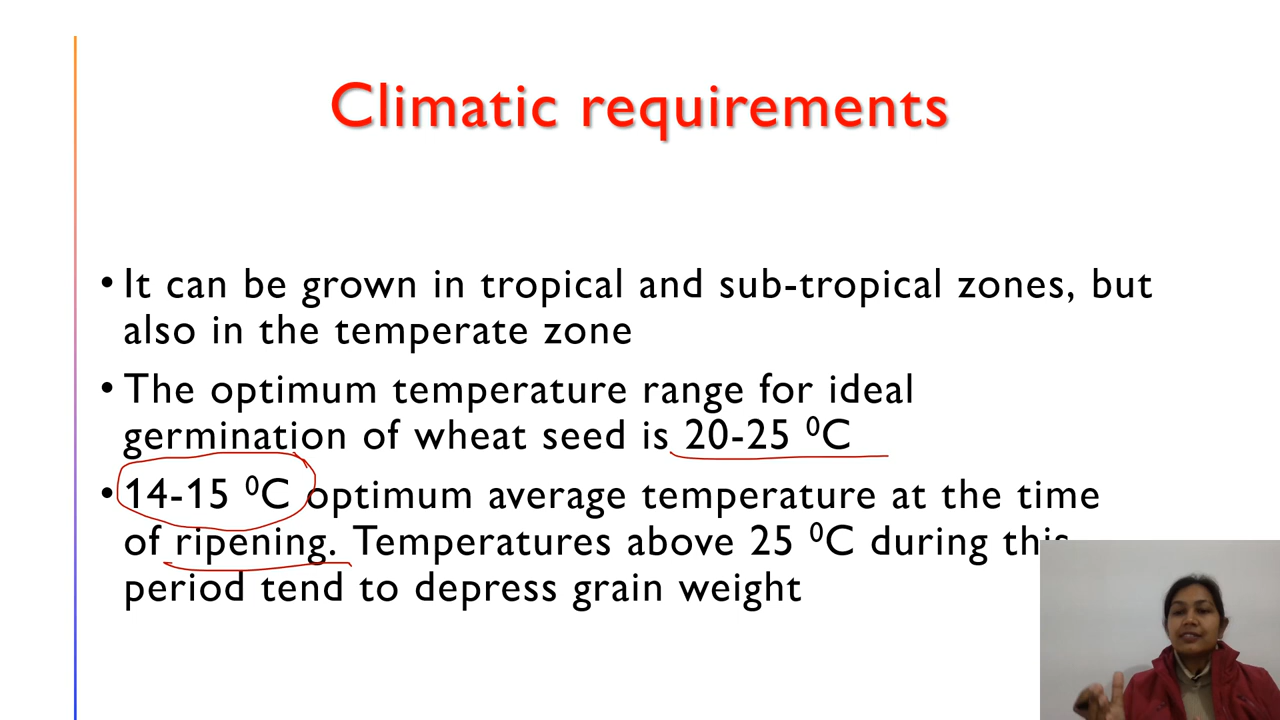 Climatic requirements
• It can be grown in tropical and sub-tropical zones, but
also in the temperate zone
• The optimum temperature range for ideal
germination of wheat seed is 20-25 ⁰C
• 14-15 ⁰C optimum average temperature at the time
of ripening. Temperatures above 25 ⁰C during this
period tend to depress grain weight